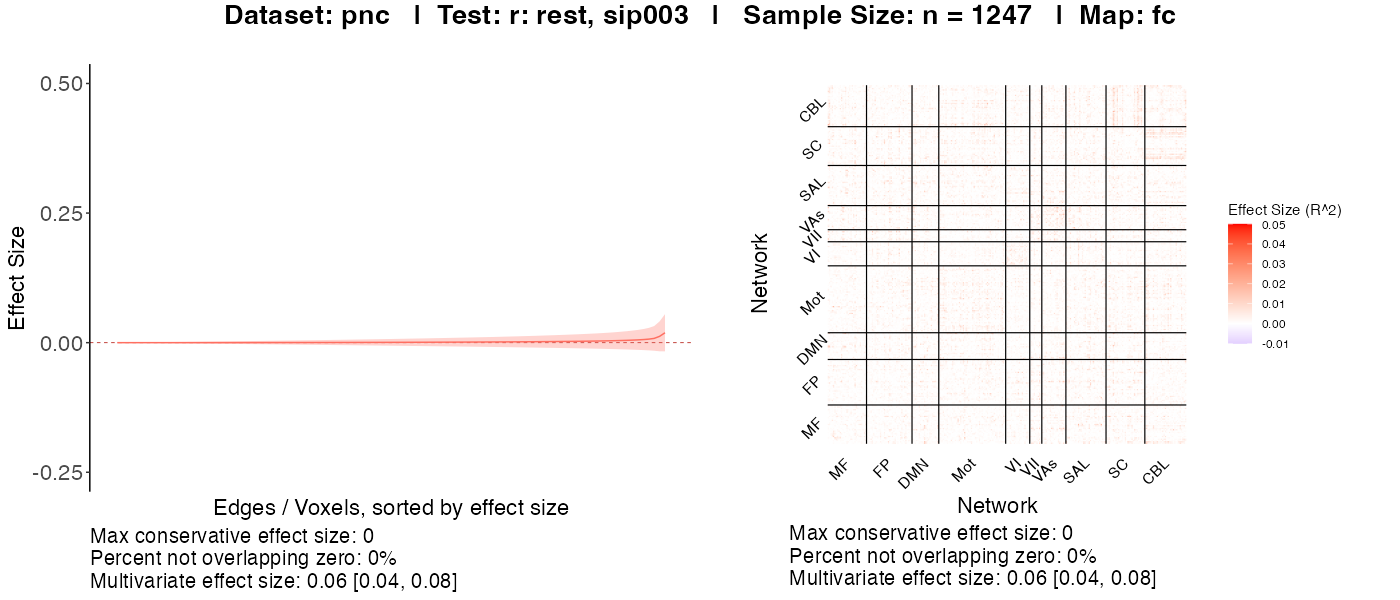 Dataset: pnc | Test: r: rest, sip003 | Sample Size: n = 1247 | Map: fc
Effect Size
0.50
0.25
0.00
-0.25
Edges / Voxels, sorted by effect size
Max conservative effect size: 0
Percent not overlapping zero: 0%
Multivariate effect size: 0.06 [0.04, 0.08]
Network
CBL
SC
SAL
VAs
VII
VI
Mot
DMN
FP
MF
MF FP DMN Mot VI VII VAs SAL SC CBL
Network
Max conservative effect size: 0
Percent not overlapping zero: 0%
Multivariate effect size: 0.06 [0.04, 0.08]
Effect Size (R^2)
0.05
0.04
0.03
0.02
0.01
0.00
-0.01